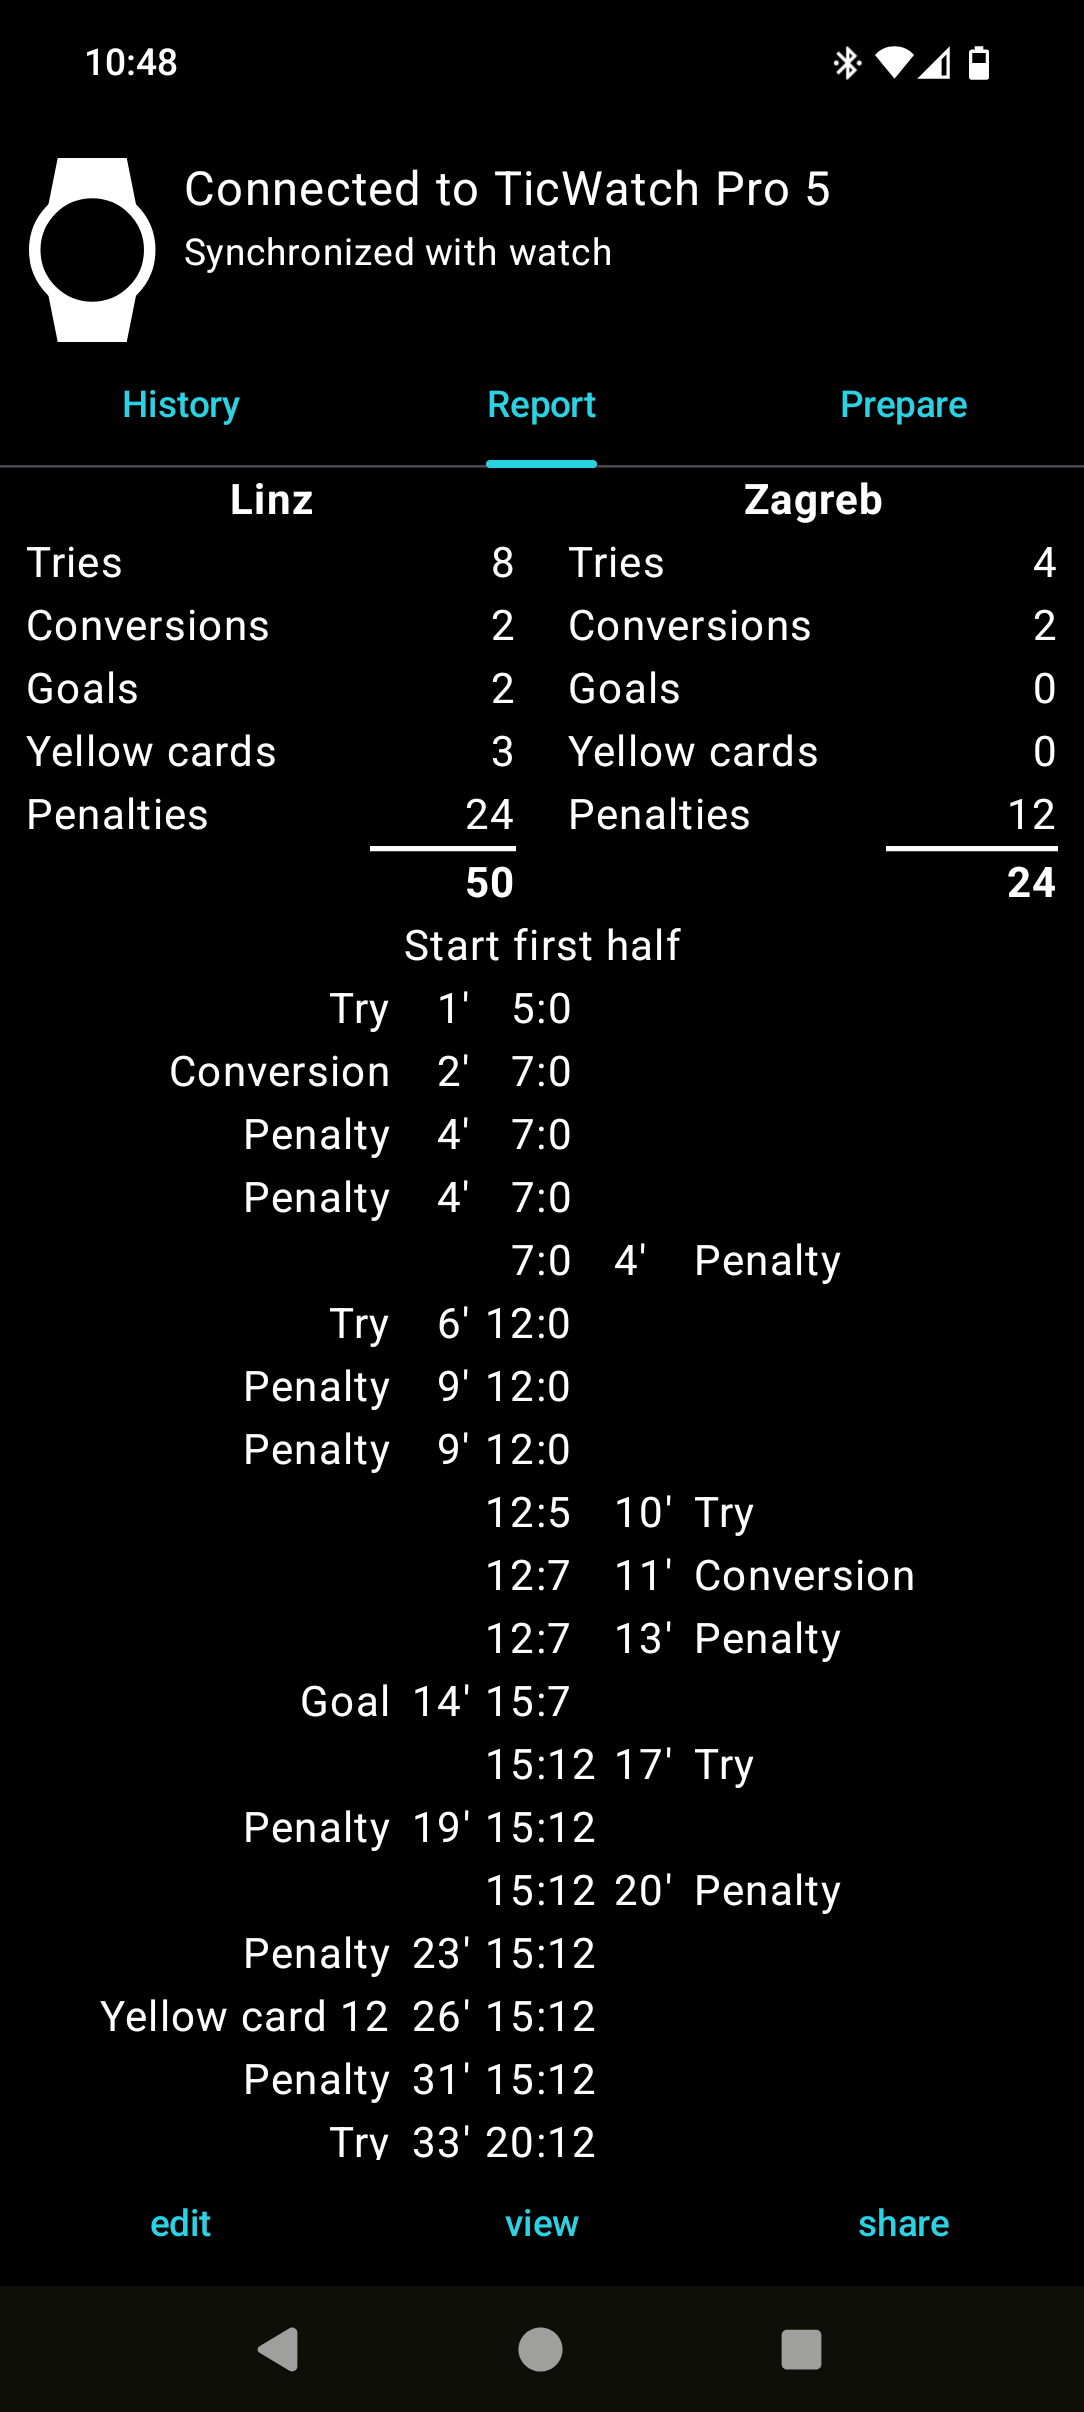 10:48
Connected to TicWatch Pro 5
Synchronized with watch
History Report Prepare
Linz Zagreb
Tries 8 Tries 4
Conversions 2 Conversions 2
Goals 2 Goals 0
Yellow cards 3 Yellow cards 0
Penalties 24 Penalties 12
50 24
Start first half
Try 1' 5:0
Conversion 2' 7:0
Penalty 4' 7:0
Penalty 4' 7:0
7:0 4' Penalty
Try 6' 12:0
Penalty 9' 12:0
Penalty 9' 12:0
12:5 10' Try
12:7 11' Conversion
12:7 13' Penalty
Goal 14' 15:7
15:12 17' Try
Penalty 19' 15:12
15:12 20' Penalty
Penalty 23' 15:12
Yellow card 12 26' 15:12
Penalty 31' 15:12
Try 33' 20:12
edit view share